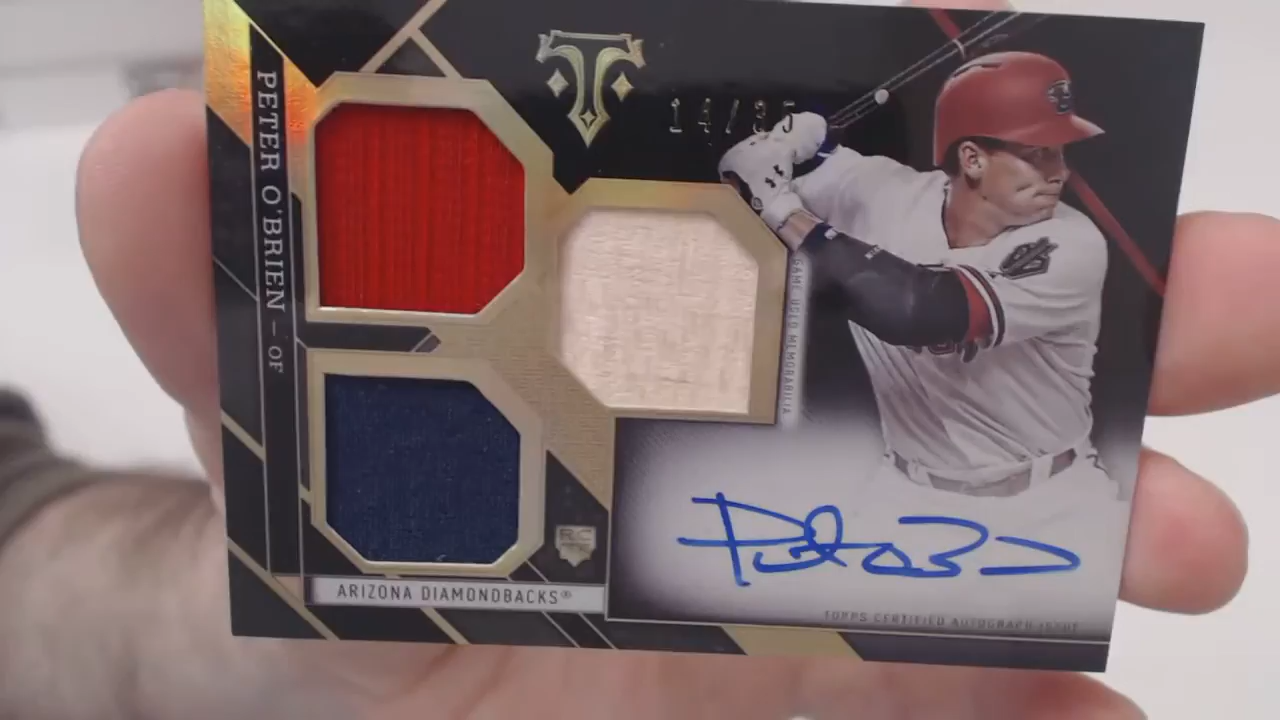 PETER O'BRIEN – OF
14/35
GAME-USED MEMORABILIA
RC
ARIZONA DIAMONDBACKS®
TOPPS CERTIFIED AUTOGRAPH ISSUE